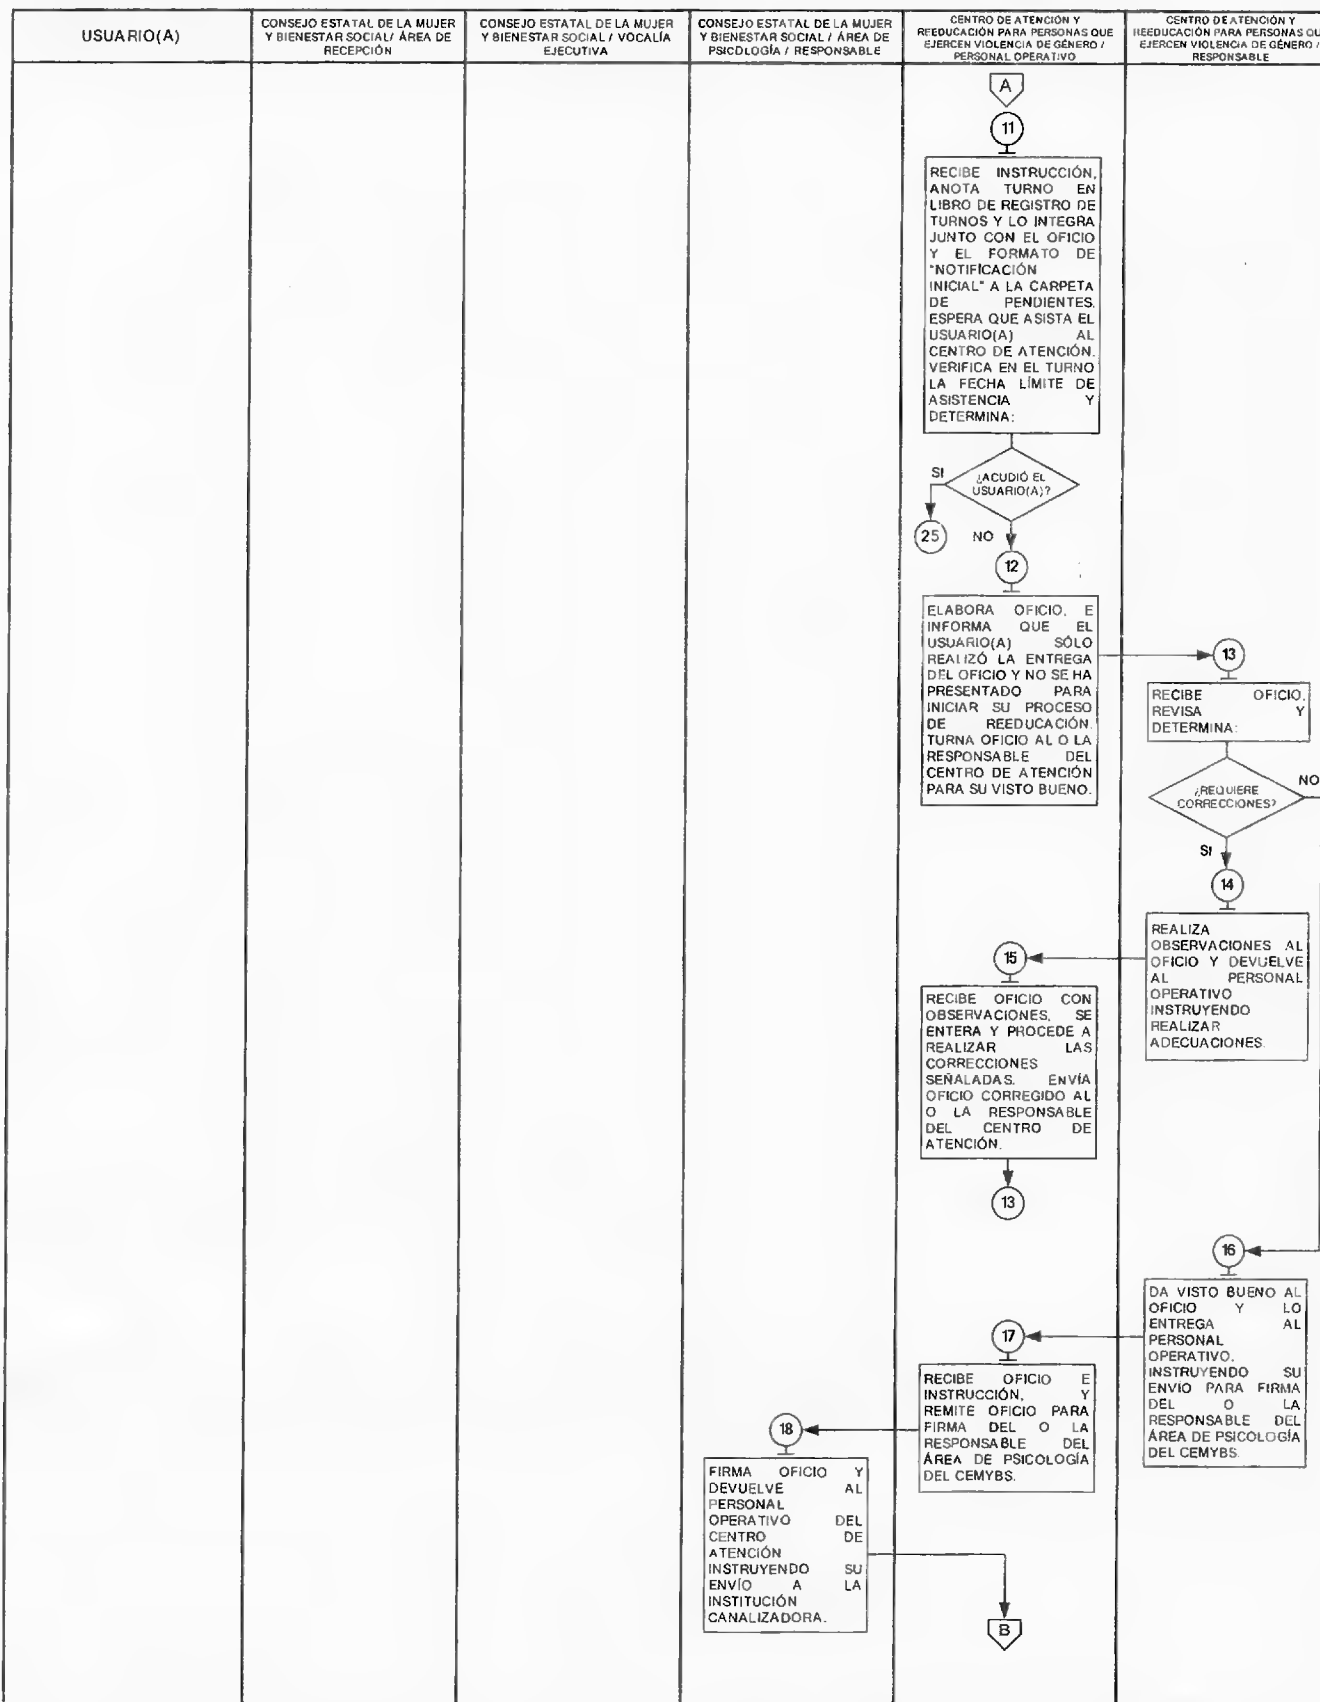 USUARIO(A)
CONSEJO ESTATAL DE LA MUJER
Y BIENESTAR SOCIAL/ ÁREA DE
RECEPCIÓN
CONSEJO ESTATAL DE LA MUJER
Y BIENESTAR SOCIAL / VOCALÍA
EJECUTIVA
CONSEJO ESTATAL DE LA MUJER
Y BIENESTAR SOCIAL / ÁREA DE
PSICOLOGÍA / RESPONSABLE
CENTRO DE ATENCIÓN Y
REEDUCACIÓN PARA PERSONAS QUE
EJERCEN VIOLENCIA DE GÉNERO /
PERSONAL OPERATIVO
CENTRO DE ATENCIÓN Y
REEDUCACIÓN PARA PERSONAS QU
EJERCEN VIOLENCIA DE GÉNERO /
RESPONSABLE
A
11
RECIBE INSTRUCCIÓN,
ANOTA TURNO EN
LIBRO DE REGISTRO DE
TURNOS Y LO INTEGRA
JUNTO CON EL OFICIO
Y EL FORMATO DE
"NOTIFICACIÓN
INICIAL" A LA CARPETA
DE PENDIENTES.
ESPERA QUE ASISTA EL
USUARIO(A) AL
CENTRO DE ATENCIÓN.
VERIFICA EN EL TURNO
LA FECHA LÍMITE DE
ASISTENCIA Y
DETERMINA:
SI
¿ACUDIÓ EL
USUARIO(A)?
25
NO
12
ELABORA OFICIO, E
INFORMA QUE EL
USUARIO(A) SÓLO
REALIZÓ LA ENTREGA
DEL OFICIO Y NO SE HA
PRESENTADO PARA
INICIAR SU PROCESO
DE REEDUCACIÓN.
TURNA OFICIO AL O LA
RESPONSABLE DEL
CENTRO DE ATENCIÓN
PARA SU VISTO BUENO.
13
RECIBE OFICIO,
REVISA Y
DETERMINA:
¿REQUIERE
CORRECCIONES?
NO
SI
14
REALIZA
OBSERVACIONES AL
OFICIO Y DEVUELVE
AL PERSONAL
OPERATIVO
INSTRUYENDO
REALIZAR
ADECUACIONES.
15
RECIBE OFICIO CON
OBSERVACIONES, SE
ENTERA Y PROCEDE A
REALIZAR LAS
CORRECCIONES
SEÑALADAS. ENVÍA
OFICIO CORREGIDO AL
O LA RESPONSABLE
DEL CENTRO DE
ATENCIÓN.
13
16
DA VISTO BUENO AL
OFICIO Y LO
ENTREGA AL
PERSONAL
OPERATIVO,
INSTRUYENDO SU
ENVÍO PARA FIRMA
DEL O LA
RESPONSABLE DEL
ÁREA DE PSICOLOGÍA
DEL CEMYBS.
17
RECIBE OFICIO E
INSTRUCCIÓN, Y
REMITE OFICIO PARA
FIRMA DEL O LA
RESPONSABLE DEL
ÁREA DE PSICOLOGÍA
DEL CEMYBS.
18
FIRMA OFICIO Y
DEVUELVE AL
PERSONAL
OPERATIVO DEL
CENTRO DE
ATENCIÓN
INSTRUYENDO SU
ENVÍO A LA
INSTITUCIÓN
CANALIZADORA.
B